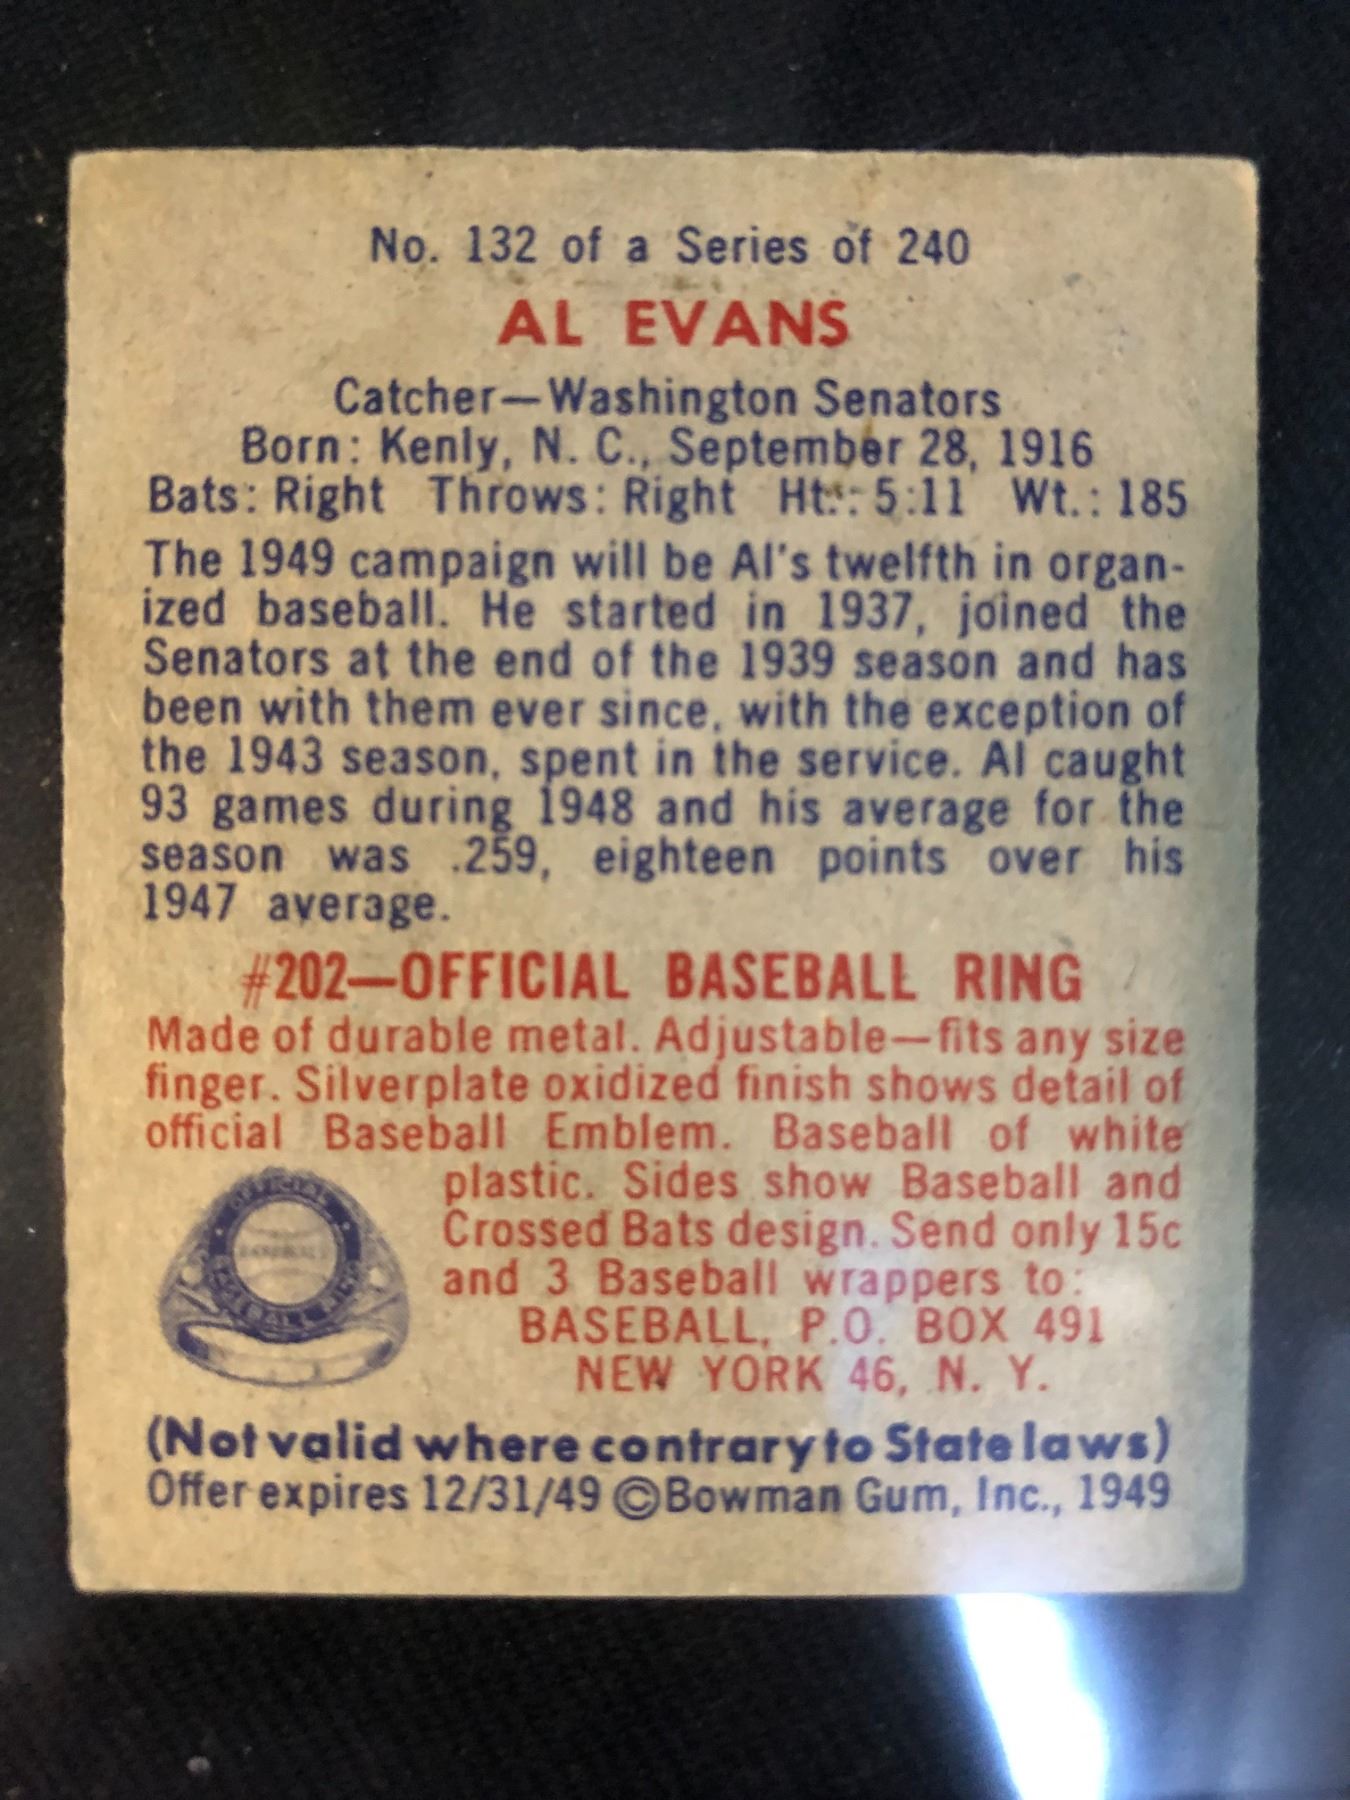 No. 132 of a Series of 240
AL EVANS
Catcher—Washington Senators
Born: Kenly, N. C., September 28, 1916
Bats: Right Throws: Right Ht.: 5:11 Wt.: 185
The 1949 campaign will be Al's twelfth in organ-
ized baseball. He started in 1937, joined the
Senators at the end of the 1939 season and has
been with them ever since, with the exception of
the 1943 season, spent in the service. Al caught
93 games during 1948 and his average for the
season was .259, eighteen points over his
1947 average.
#202—OFFICIAL BASEBALL RING
Made of durable metal. Adjustable—fits any size
finger. Silverplate oxidized finish shows detail of
official Baseball Emblem. Baseball of white
plastic. Sides show Baseball and
Crossed Bats design. Send only 15c
and 3 Baseball wrappers to:
BASEBALL, P.O. BOX 491
NEW YORK 46, N. Y.
OFFICIAL
BASEBALL RING
(Not valid where contrary to State laws)
Offer expires 12/31/49 ©Bowman Gum, Inc., 1949